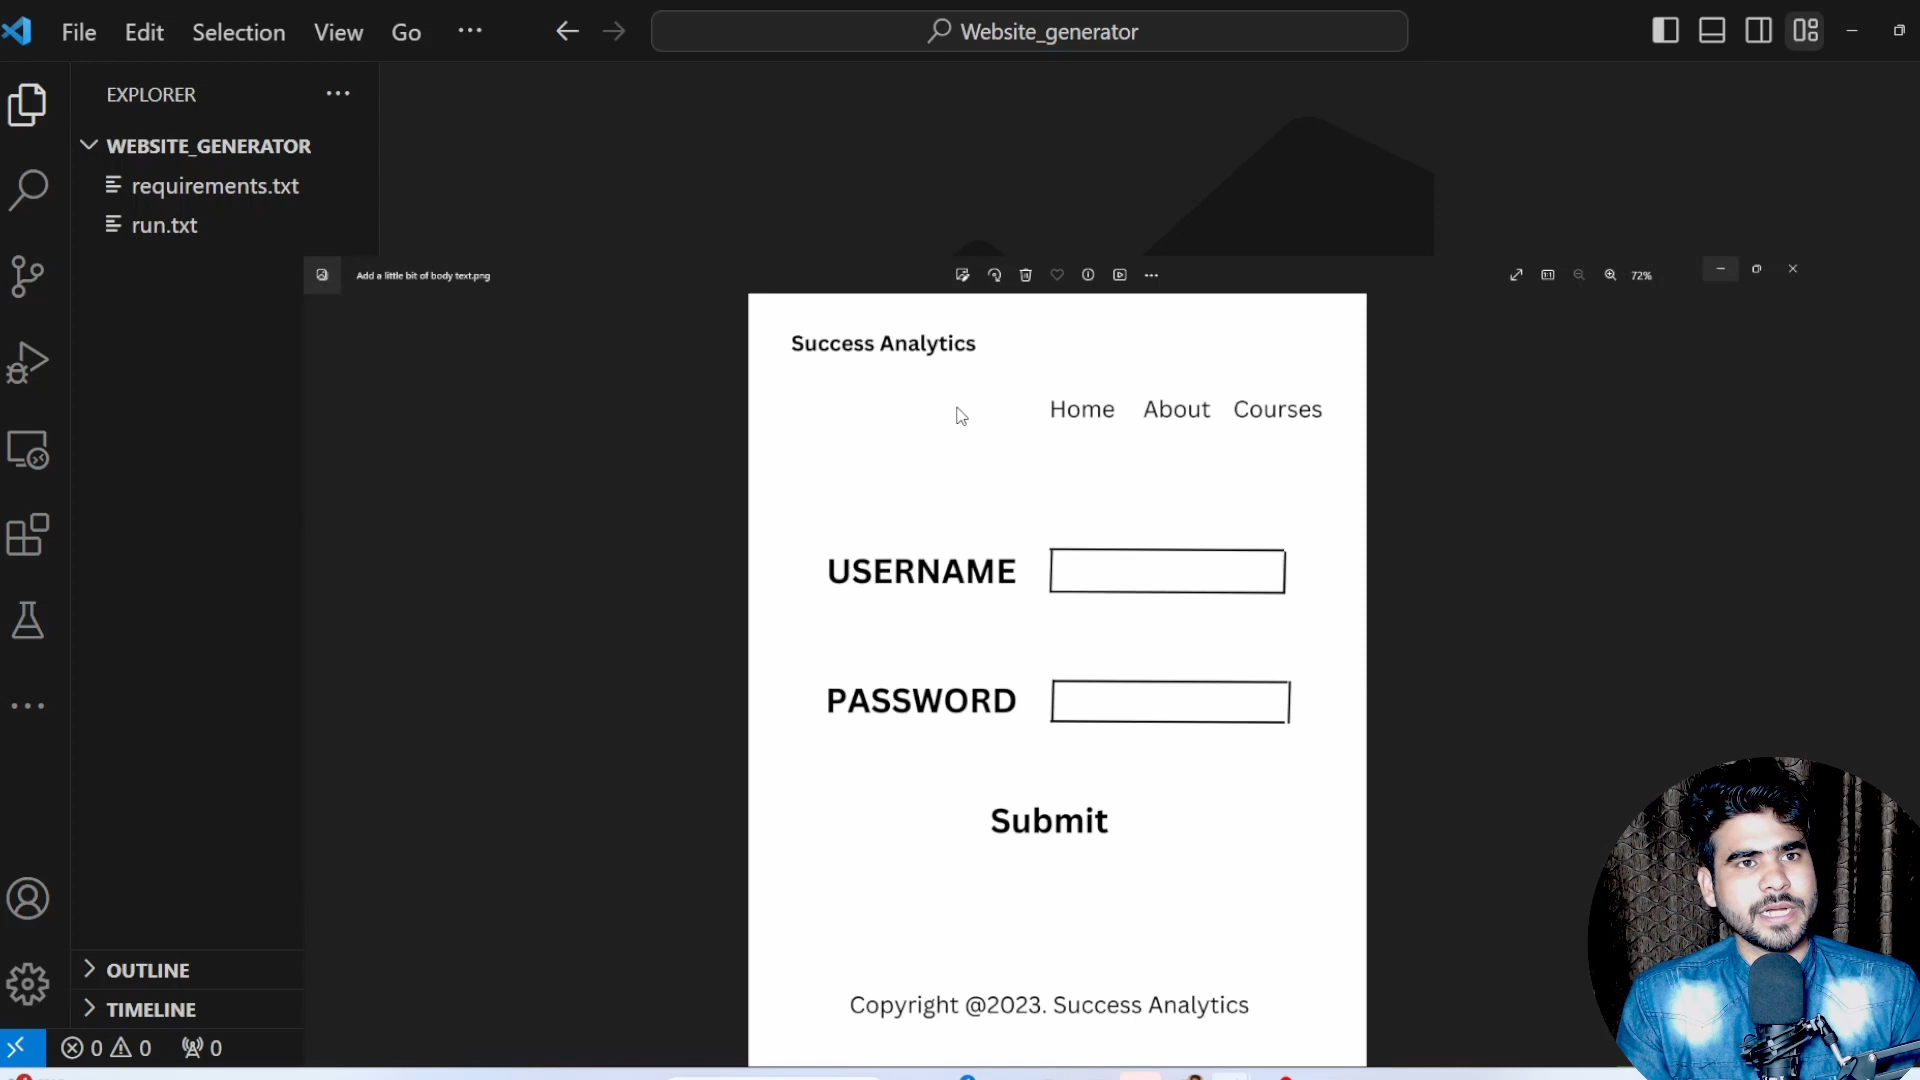 File Edit Selection View Go ··· Website_generator
EXPLORER ···
WEBSITE_GENERATOR
requirements.txt
run.txt
Add a little bit of body text.png
72%
Success Analytics
Home About Courses
USERNAME
PASSWORD
Submit
Copyright @2023. Success Analytics
OUTLINE
TIMELINE
0 0 0